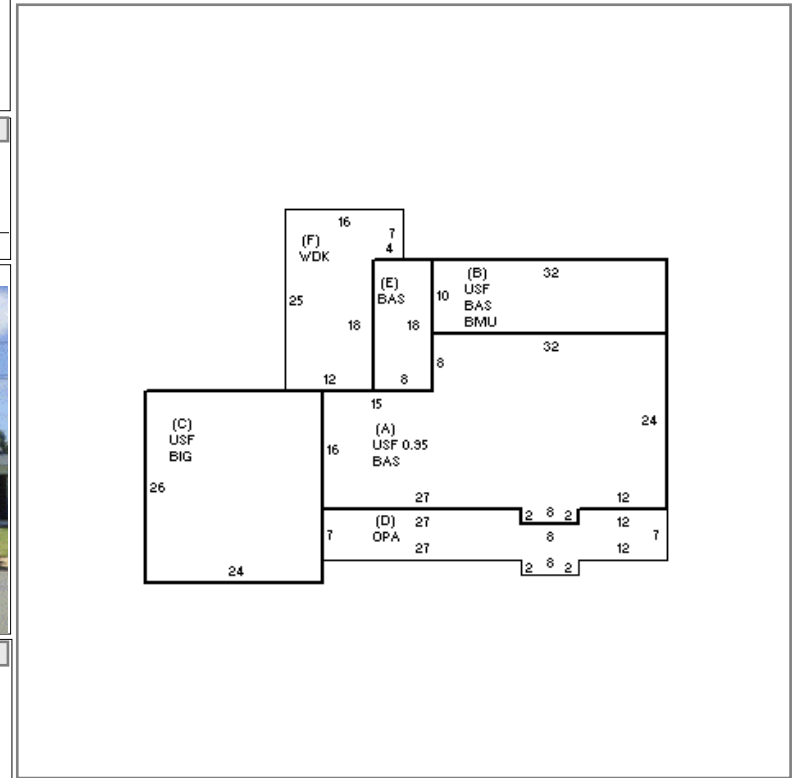 16
7
4
(F)
WDK
25
18
12
(E)
BAS
18
8
(B)
USF
BAS
BMU
32
10
32
8
24
(C)
USF
BIG
26
24
15
(A)
USF 0.95
BAS
16
27
2 8 2
12
(D)
OPA
27
7
8
12
7
27
12
2 8 2